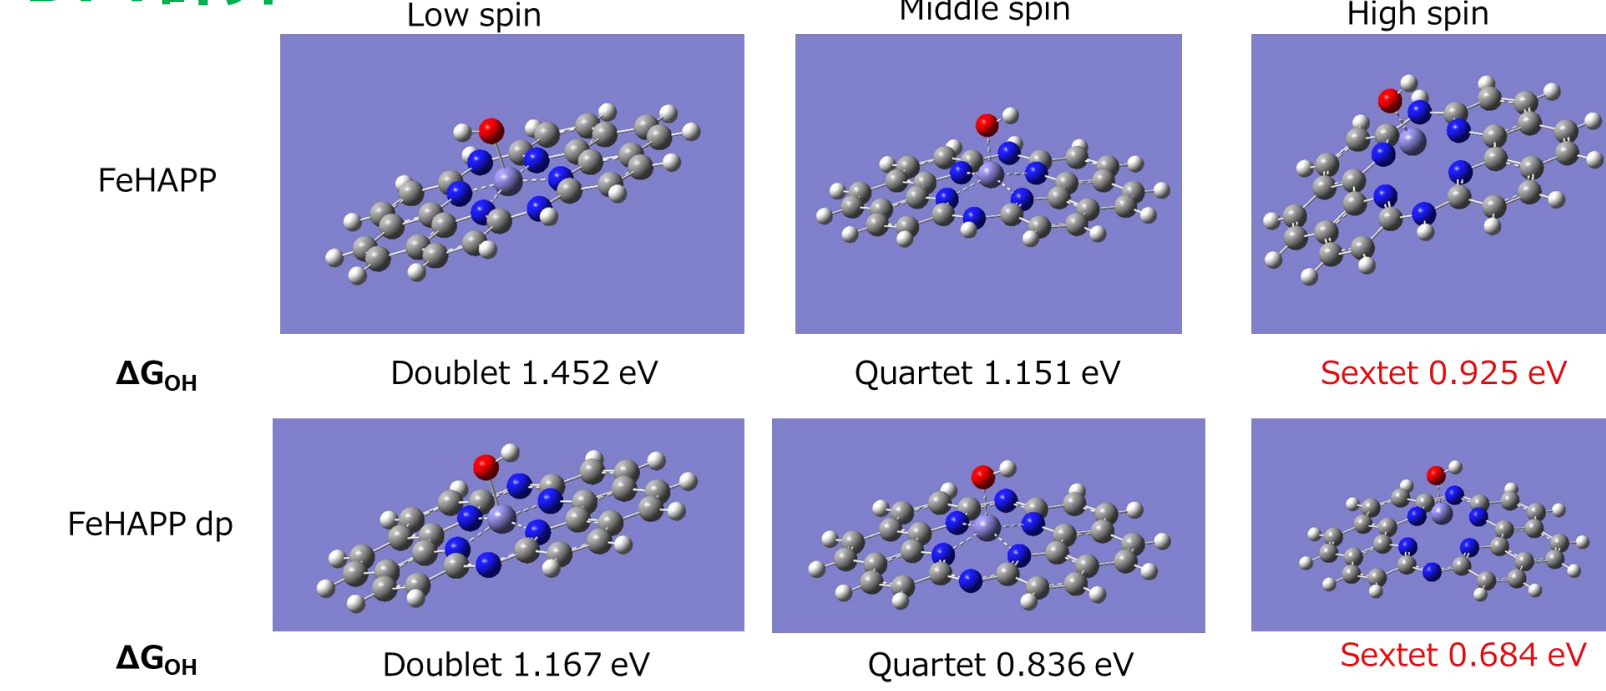 Low spin
Middle spin
High spin
FeHAPP
ΔG_OH
Doublet 1.452 eV
Quartet 1.151 eV
Sextet 0.925 eV
FeHAPP dp
ΔG_OH
Doublet 1.167 eV
Quartet 0.836 eV
Sextet 0.684 eV